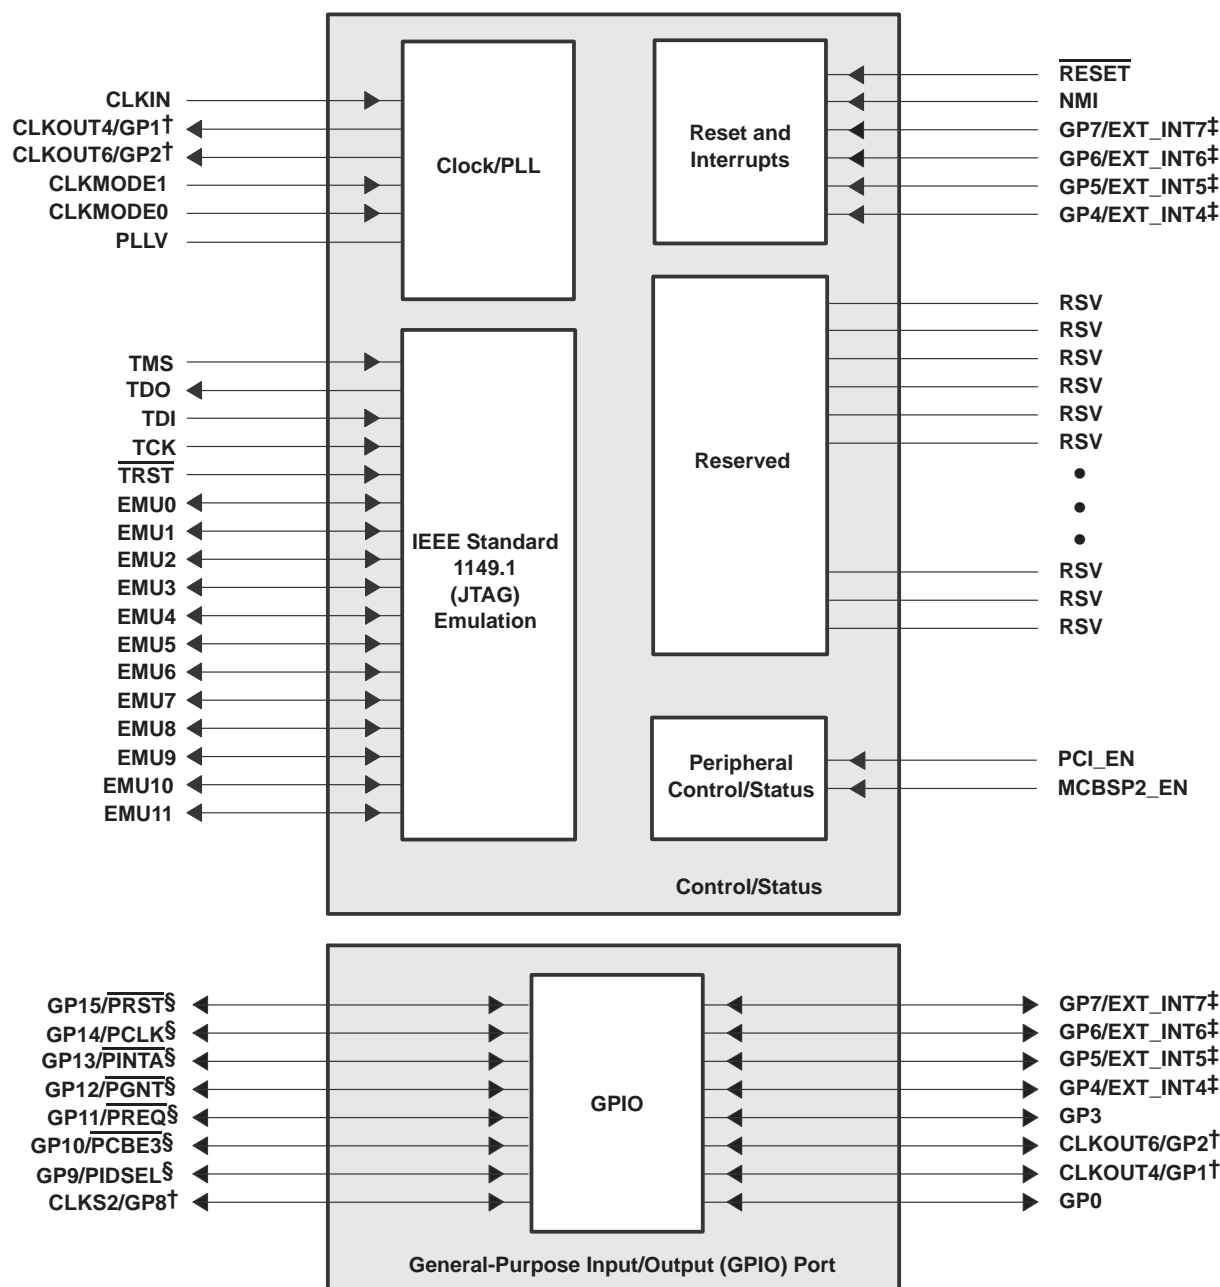 CLKIN
CLKOUT4/GP1†
CLKOUT6/GP2†
CLKMODE1
CLKMODE0
PLLV
Clock/PLL
Reset and
Interrupts
RESET
NMI
GP7/EXT_INT7‡
GP6/EXT_INT6‡
GP5/EXT_INT5‡
GP4/EXT_INT4‡
TMS
TDO
TDI
TCK
TRST
EMU0
EMU1
EMU2
EMU3
EMU4
EMU5
EMU6
EMU7
EMU8
EMU9
EMU10
EMU11
IEEE Standard
1149.1
(JTAG)
Emulation
Reserved
RSV
RSV
RSV
RSV
RSV
RSV
•
•
•
RSV
RSV
RSV
Peripheral
Control/Status
PCI_EN
MCBSP2_EN
Control/Status
GP15/PRST§
GP14/PCLK§
GP13/PINTA§
GP12/PGNT§
GP11/PREQ§
GP10/PCBE3§
GP9/PIDSEL§
CLKS2/GP8†
GPIO
GP7/EXT_INT7‡
GP6/EXT_INT6‡
GP5/EXT_INT5‡
GP4/EXT_INT4‡
GP3
CLKOUT6/GP2†
CLKOUT4/GP1†
GP0
General-Purpose Input/Output (GPIO) Port